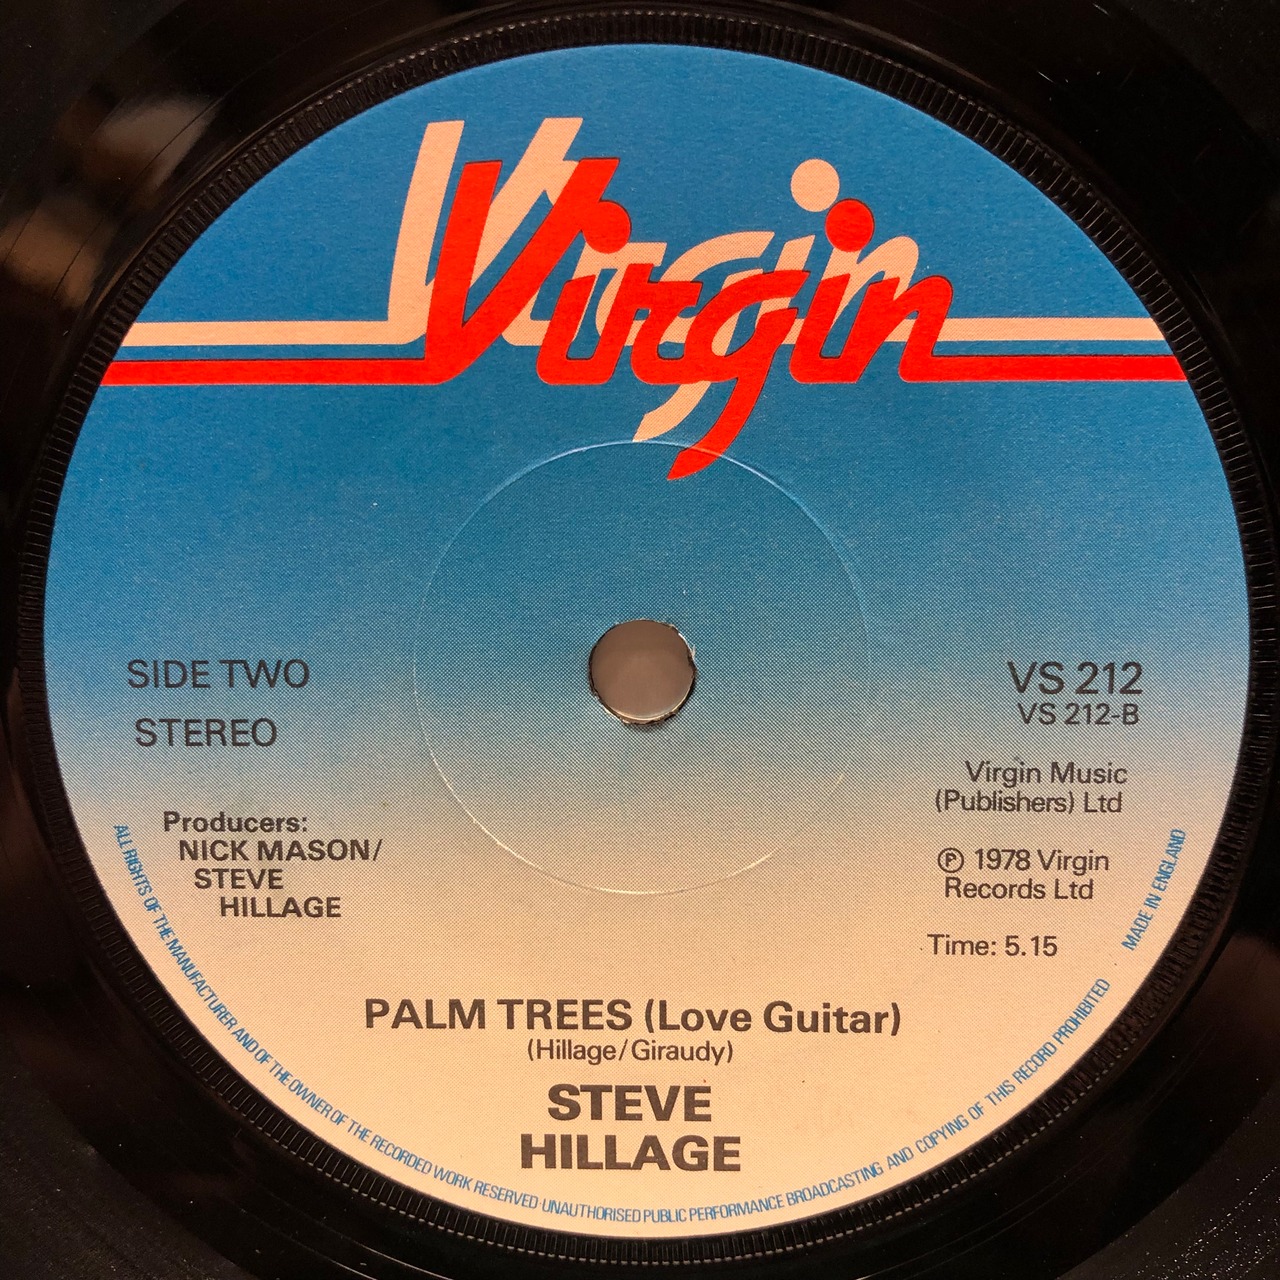 Virgin
SIDE TWO
STEREO
VS 212
VS 212-B
Virgin Music
(Publishers) Ltd
Ⓟ 1978 Virgin
Records Ltd
Time: 5.15
Producers:
NICK MASON/
STEVE
HILLAGE
PALM TREES (Love Guitar)
(Hillage/Giraudy)
STEVE
HILLAGE
ALL RIGHTS OF THE MANUFACTURER AND OF THE OWNER OF THE RECORDED WORK RESERVED·UNAUTHORISED PUBLIC PERFORMANCE BROADCASTING AND COPYING OF THIS RECORD PROHIBITED
MADE IN ENGLAND